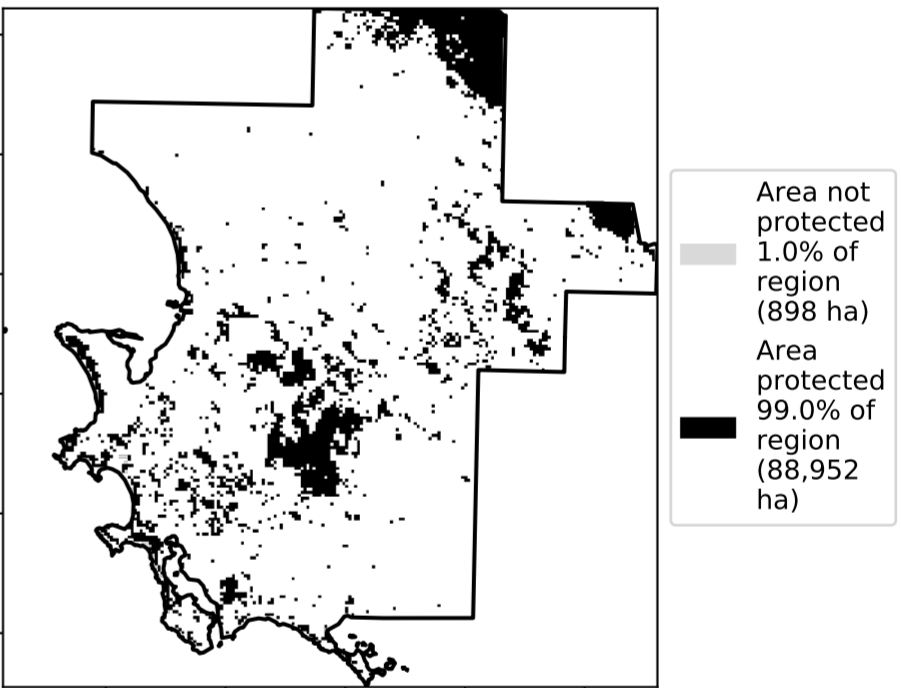 Area not
protected
1.0% of
region
(898 ha)
Area
protected
99.0% of
region
(88,952
ha)